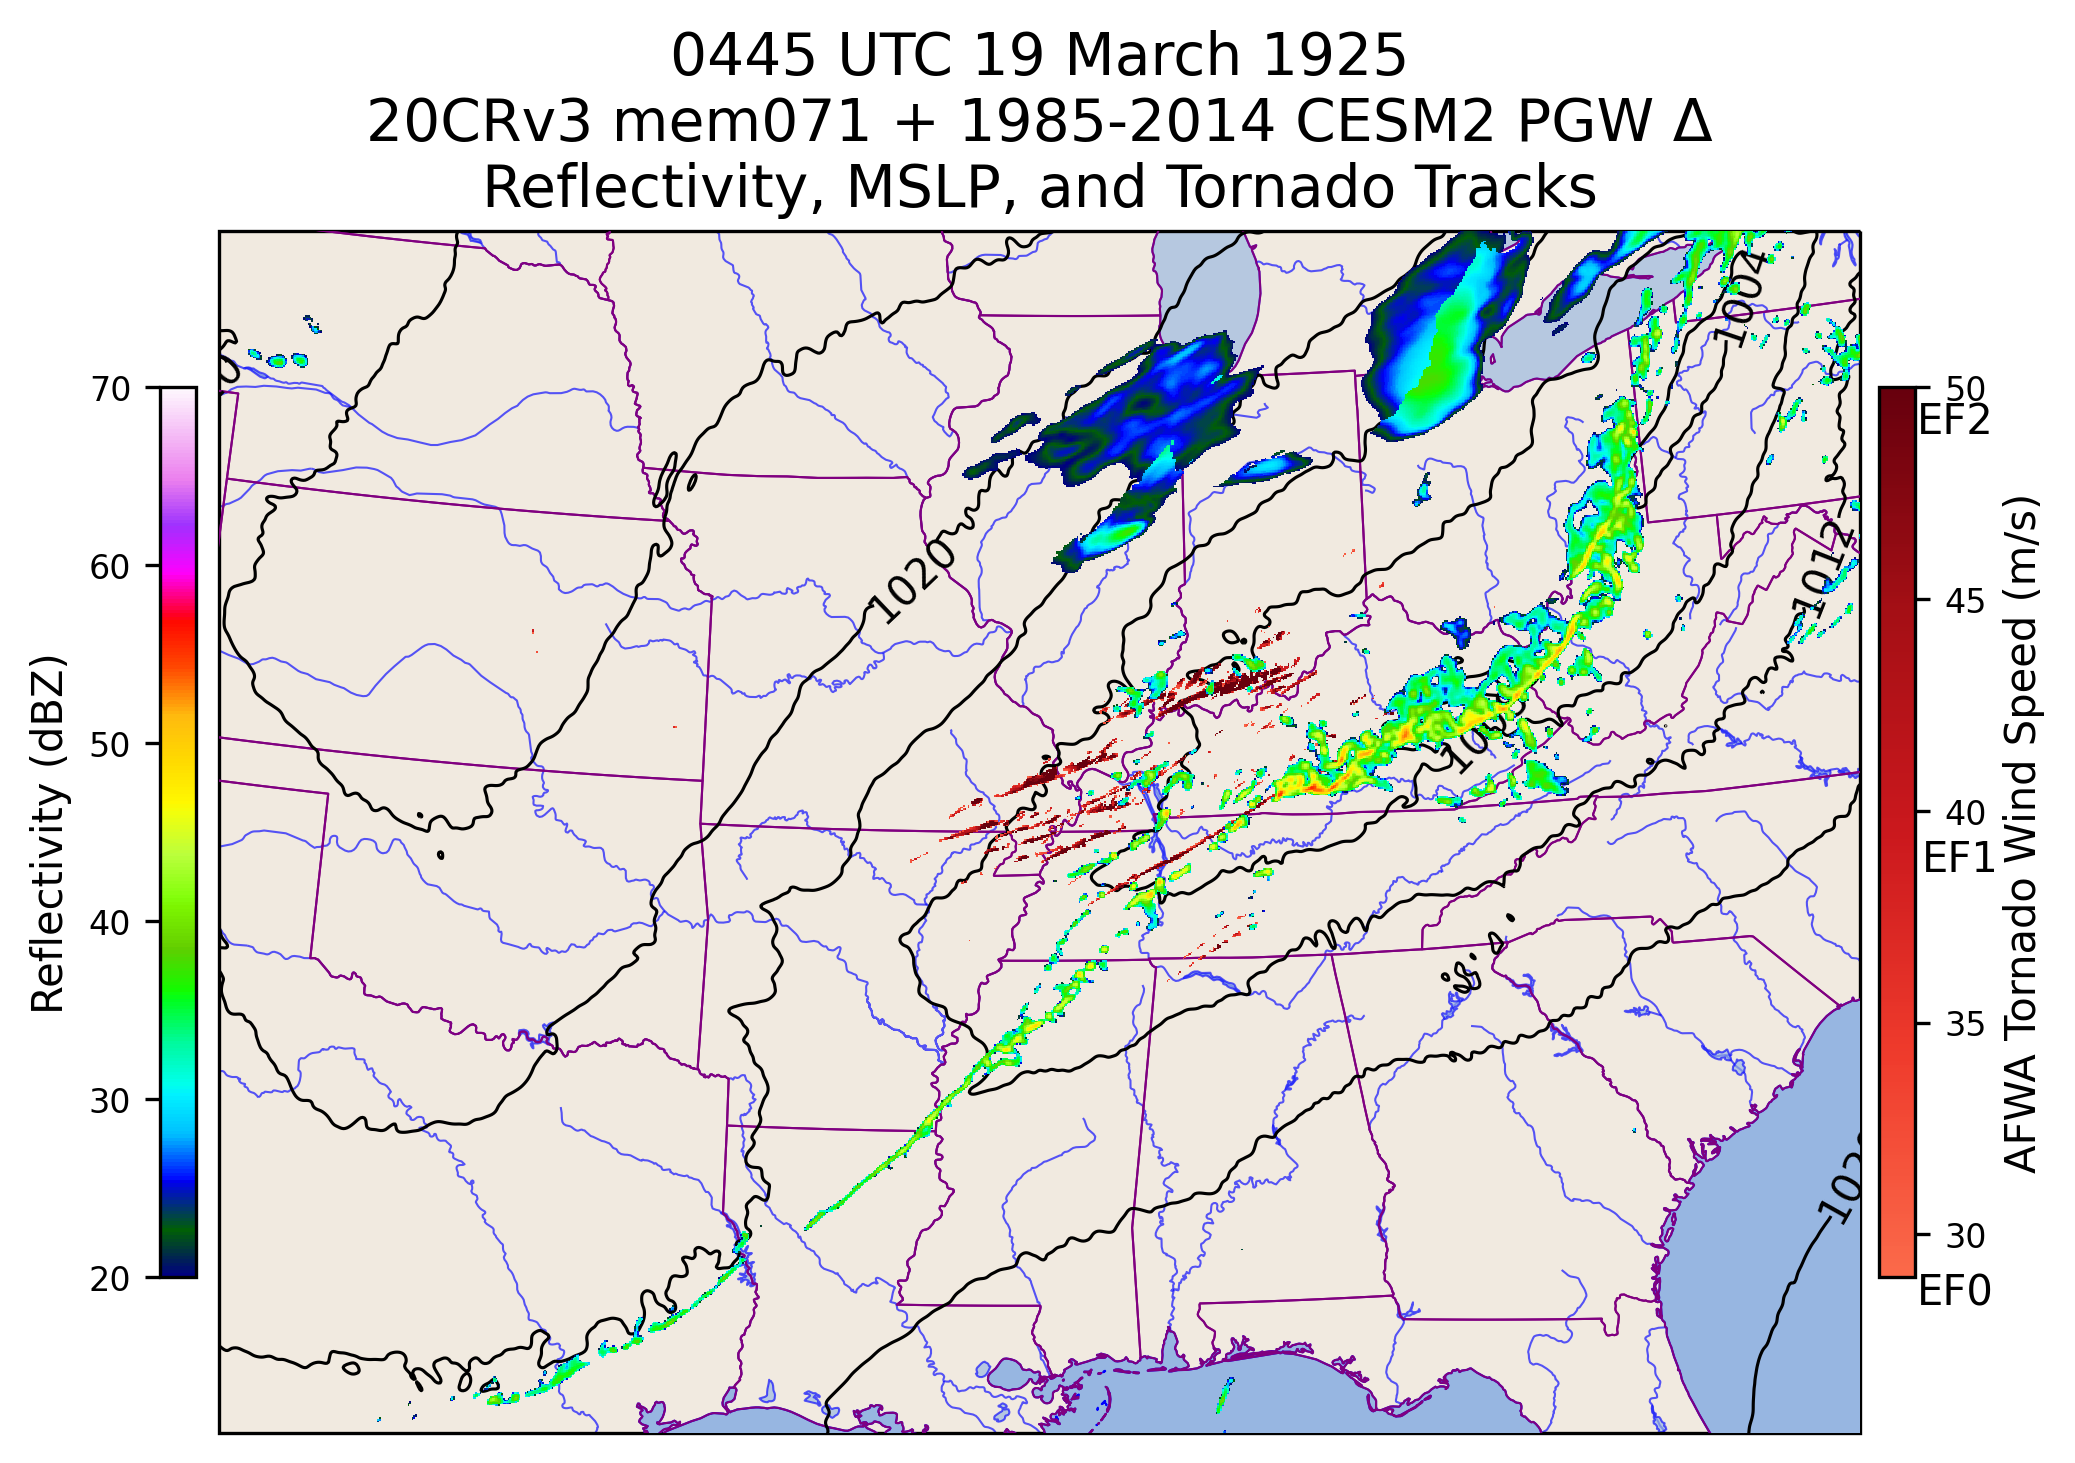 0445 UTC 19 March 1925
20CRv3 mem071 + 1985-2014 CESM2 PGW Δ
Reflectivity, MSLP, and Tornado Tracks
1004
1012
1020
70
60
50
40
30
20
Reflectivity (dBZ)
50
EF2
45
40
EF1
35
30
EF0
AFWA Tornado Wind Speed (m/s)